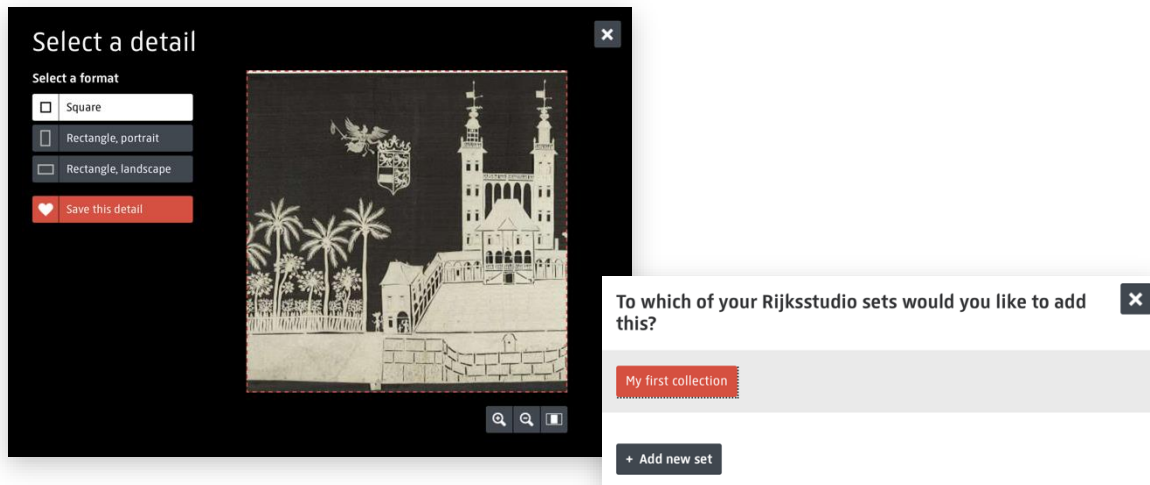 Select a detail
Select a format
Square
Rectangle, portrait
Rectangle, landscape
Save this detail
To which of your Rijksstudio sets would you like to add
this?
My first collection
+ Add new set